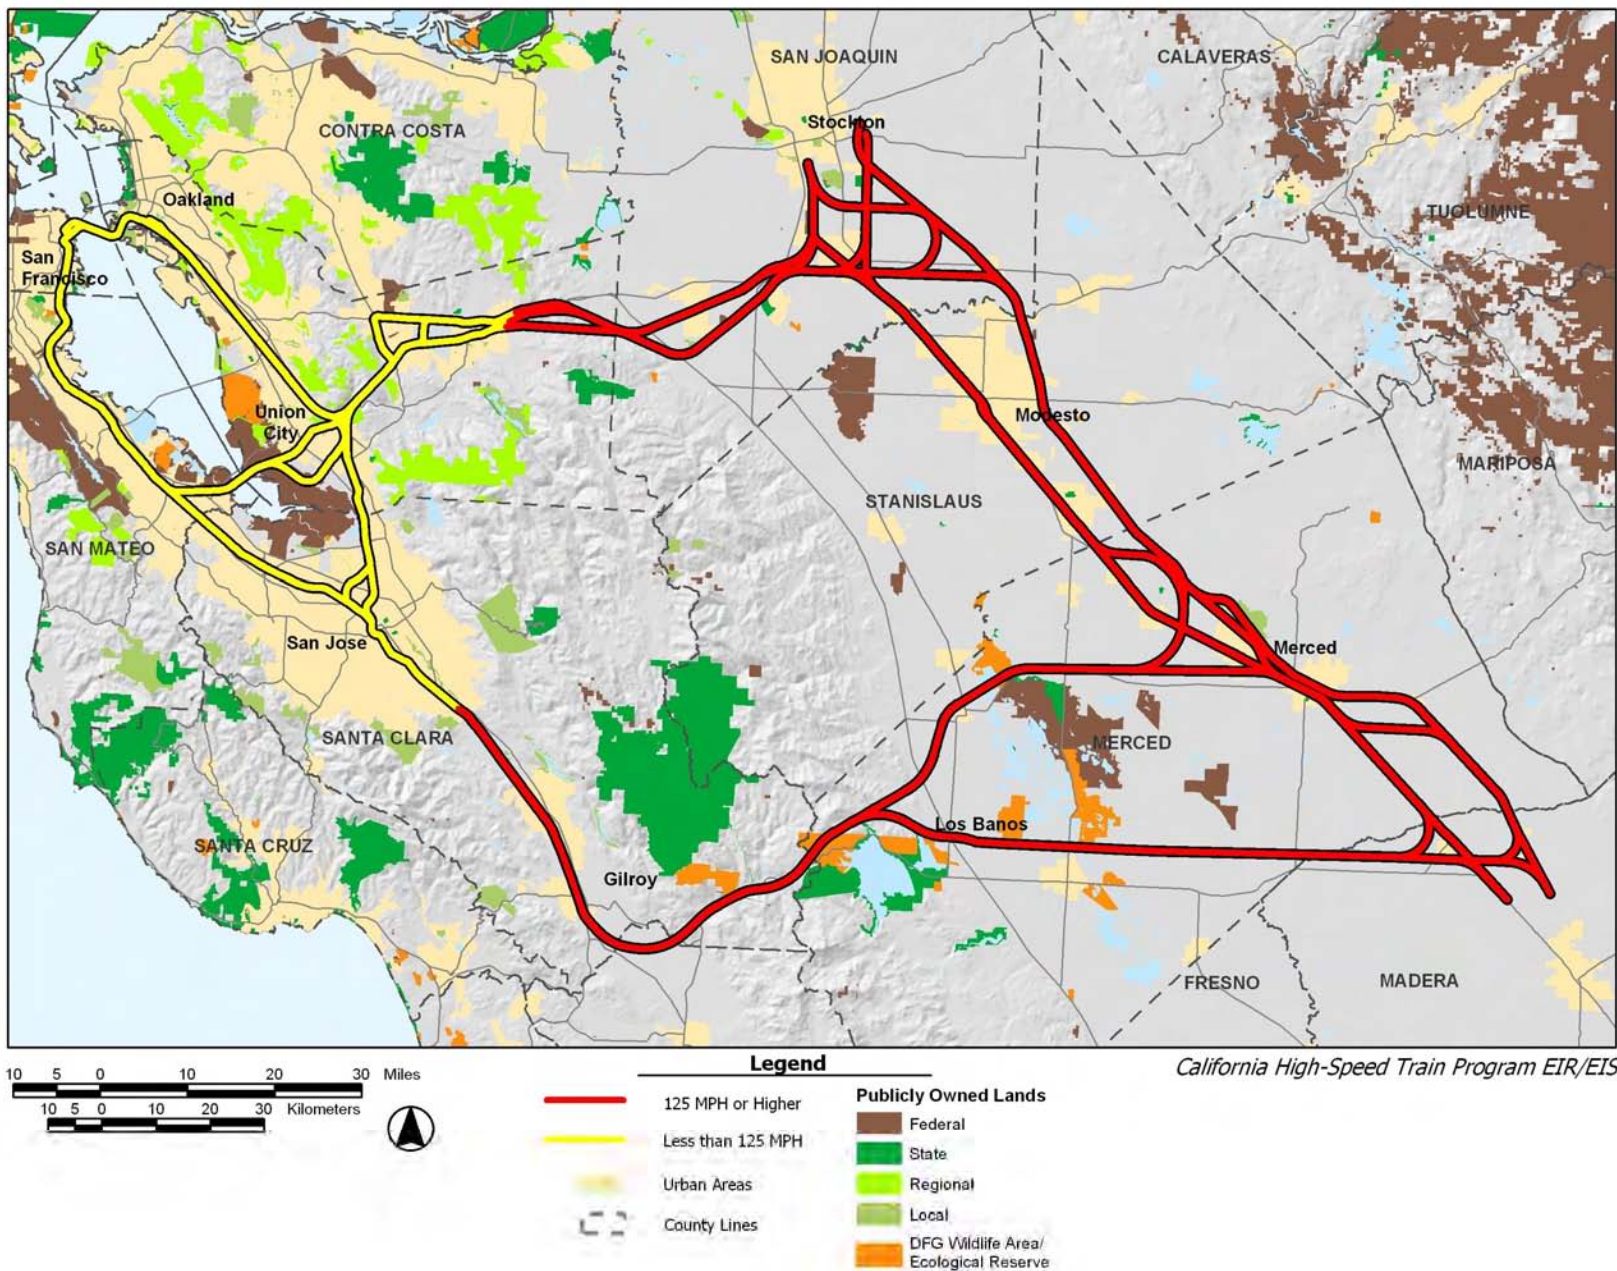 SAN JOAQUIN
CALAVERAS
CONTRA COSTA
Stockton
Oakland
TUOLUMNE
San
Francisco
Union
City
Modesto
MARIPOSA
STANISLAUS
SAN MATEO
San Jose
Merced
SANTA CLARA
MERCED
Los Banos
SANTA CRUZ
Gilroy
FRESNO
MADERA
Legend
California High-Speed Train Program EIR/EIS
10 5 0 10 20 30 Miles
10 5 0 10 20 30 Kilometers
125 MPH or Higher
Less than 125 MPH
Urban Areas
County Lines
Publicly Owned Lands
Federal
State
Regional
Local
DFG Wildlife Area/
Ecological Reserve